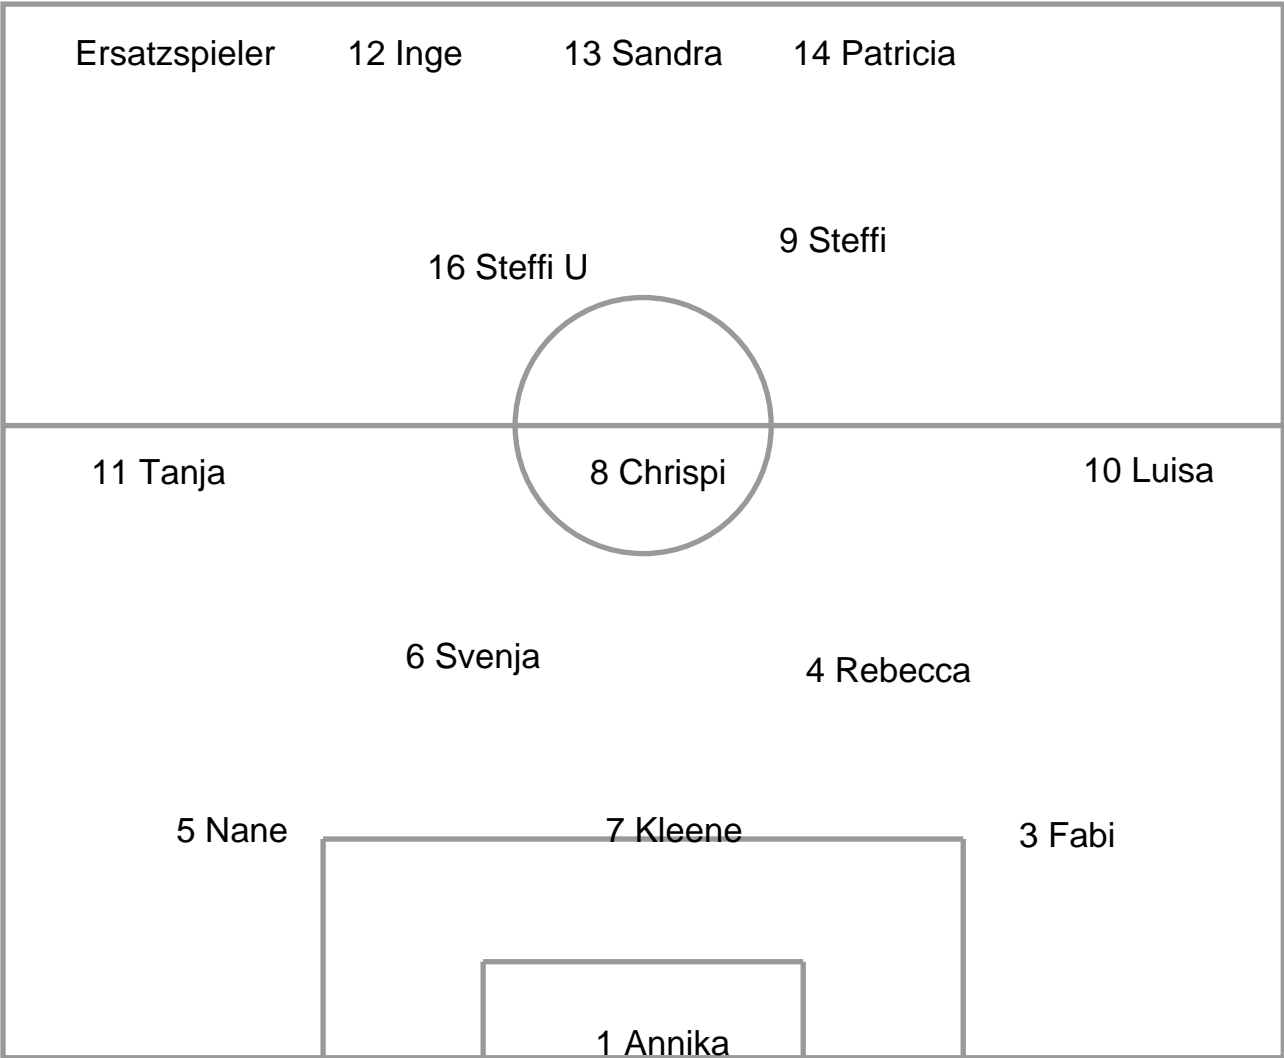 Ersatzspieler 12 Inge 13 Sandra 14 Patricia
9 Steffi
16 Steffi U
11 Tanja 8 Chrispi 10 Luisa
6 Svenja 4 Rebecca
5 Nane 7 Kleene 3 Fabi
1 Annika